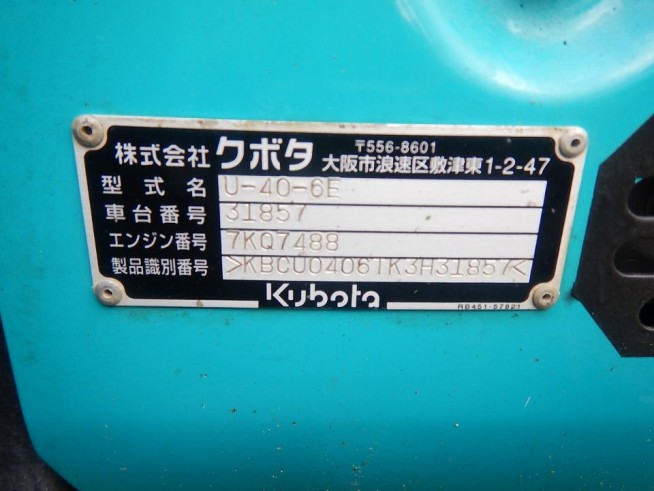 株式会社 クボタ 〒556-8601
大阪市浪速区敷津東1-2-47
型式名 U-40-6E
車台番号 31857
エンジン番号 7KQ7488
製品識別番号 >KBCU0406TK3H31857<
Kubota
RB451-57821